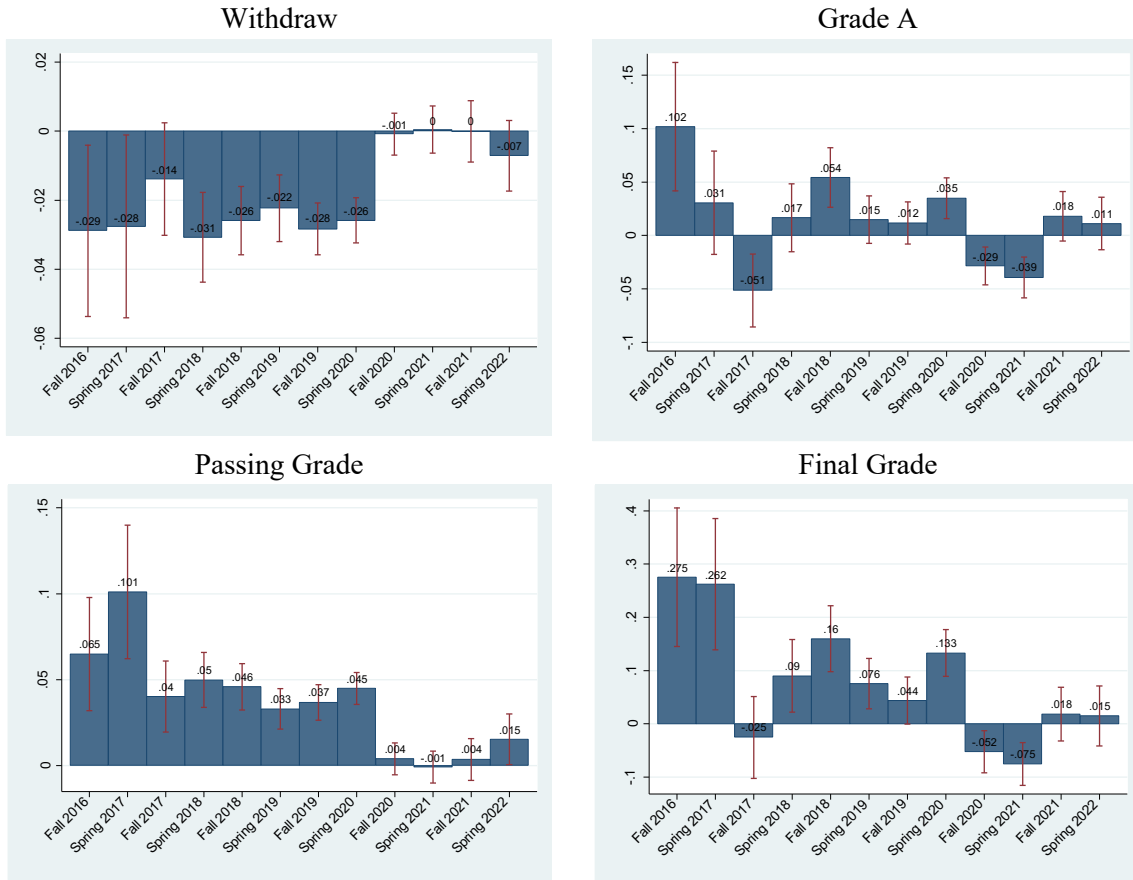 Withdraw
.02
0
-.02
-.04
-.06
-.029
-.028
-.014
-.031
-.026
-.022
-.028
-.026
-.001
0
0
-.007
Fall 2016
Spring 2017
Fall 2017
Spring 2018
Fall 2018
Spring 2019
Fall 2019
Spring 2020
Fall 2020
Spring 2021
Fall 2021
Spring 2022
Grade A
.15
.1
.05
0
-.05
-.1
.102
.031
-.051
.017
.054
.015
.012
.035
-.029
-.039
.018
.011
Fall 2016
Spring 2017
Fall 2017
Spring 2018
Fall 2018
Spring 2019
Fall 2019
Spring 2020
Fall 2020
Spring 2021
Fall 2021
Spring 2022
Passing Grade
.15
.1
.05
0
.065
.101
.04
.05
.046
.033
.037
.045
.004
-.001
.004
.015
Fall 2016
Spring 2017
Fall 2017
Spring 2018
Fall 2018
Spring 2019
Fall 2019
Spring 2020
Fall 2020
Spring 2021
Fall 2021
Spring 2022
Final Grade
.4
.3
.2
.1
0
-.1
.275
.262
-.025
.09
.16
.076
.044
.133
-.052
-.075
.018
.015
Fall 2016
Spring 2017
Fall 2017
Spring 2018
Fall 2018
Spring 2019
Fall 2019
Spring 2020
Fall 2020
Spring 2021
Fall 2021
Spring 2022